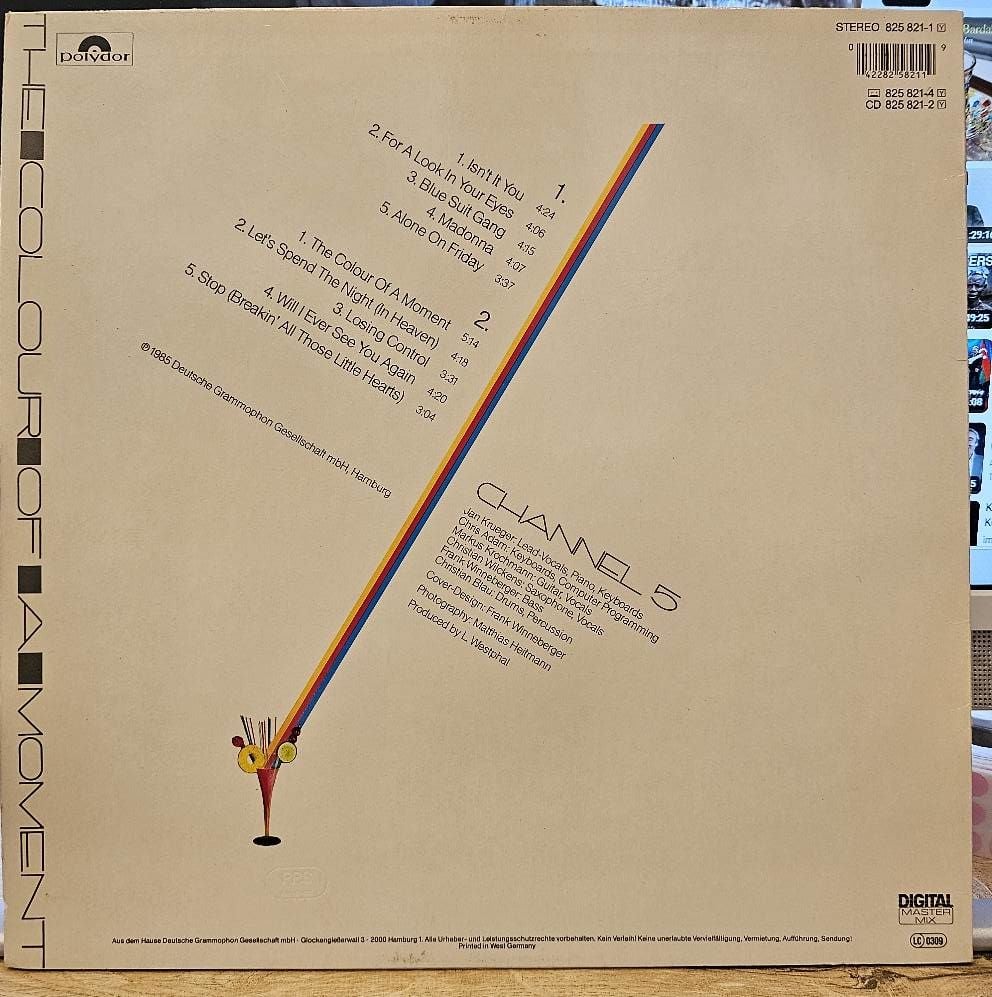 THE COLOUR OF A MOMENT
polydor
STEREO 825 821-1 Y
0 42282 58211 9
825 821-4 Y
CD 825 821-2 Y
1.
1. Isn't It You 4:24
2. For A Look In Your Eyes 4:06
3. Blue Suit Gang 4:15
4. Madonna 4:07
5. Alone On Friday 3:37
2.
1. The Colour Of A Moment 5:14
2. Let's Spend The Night (In Heaven) 4:18
3. Losing Control 3:31
4. Will I Ever See You Again 4:20
5. Stop (Breakin' All Those Little Hearts) 3:04
℗ 1985 Deutsche Grammophon Gesellschaft mbH, Hamburg
CHANNEL 5
Jan Krueger: Lead-Vocals, Piano, Keyboards
Chris Adam: Keyboards, Computer Programming
Markus Krochmann: Guitar, Vocals
Christian Wilckens: Saxophone, Vocals
Frank Winneberger: Bass
Christian Blau: Drums, Percussion
Cover-Design: Frank Winneberger
Photography: Matthias Heitmann
Produced by L. Westphal
PPS
DIGITAL
MASTER
MIX
LC 0309
Aus dem Hause Deutsche Grammophon Gesellschaft mbH · Glockengießerwall 3 · 2000 Hamburg 1. Alle Urheber- und Leistungsschutzrechte vorbehalten. Kein Verleih! Keine unerlaubte Vervielfältigung, Vermietung, Aufführung, Sendung!
Printed in West Germany